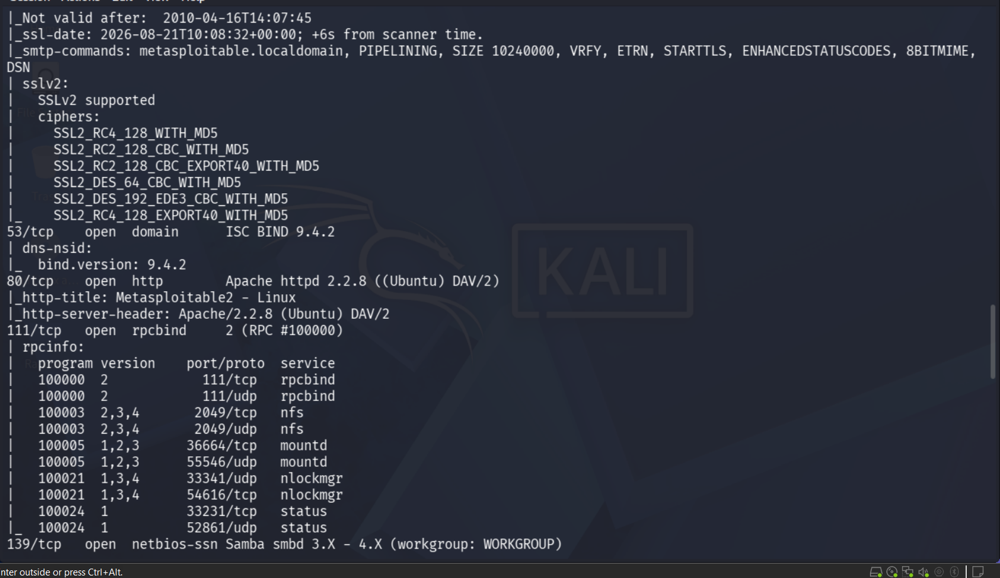 Session Actions Edit View Help
|_Not valid after:  2010-04-16T14:07:45
|_ssl-date: 2026-08-21T10:08:32+00:00; +6s from scanner time.
|_smtp-commands: metasploitable.localdomain, PIPELINING, SIZE 10240000, VRFY, ETRN, STARTTLS, ENHANCEDSTATUSCODES, 8BITMIME,
DSN
| sslv2:
|   SSLv2 supported
|   ciphers:
|     SSL2_RC4_128_WITH_MD5
|     SSL2_RC2_128_CBC_WITH_MD5
|     SSL2_RC2_128_CBC_EXPORT40_WITH_MD5
|     SSL2_DES_64_CBC_WITH_MD5
|     SSL2_DES_192_EDE3_CBC_WITH_MD5
|_    SSL2_RC4_128_EXPORT40_WITH_MD5
53/tcp    open  domain      ISC BIND 9.4.2
| dns-nsid:
|_  bind.version: 9.4.2
80/tcp    open  http        Apache httpd 2.2.8 ((Ubuntu) DAV/2)
|_http-title: Metasploitable2 - Linux
|_http-server-header: Apache/2.2.8 (Ubuntu) DAV/2
111/tcp   open  rpcbind     2 (RPC #100000)
| rpcinfo:
|   program version    port/proto  service
|   100000  2            111/tcp   rpcbind
|   100000  2            111/udp   rpcbind
|   100003  2,3,4       2049/tcp   nfs
|   100003  2,3,4       2049/udp   nfs
|   100005  1,2,3      36664/tcp   mountd
|   100005  1,2,3      55546/udp   mountd
|   100021  1,3,4      33341/udp   nlockmgr
|   100021  1,3,4      54616/tcp   nlockmgr
|   100024  1          33231/tcp   status
|_  100024  1          52861/udp   status
139/tcp   open  netbios-ssn Samba smbd 3.X - 4.X (workgroup: WORKGROUP)
KALI
nter outside or press Ctrl+Alt.